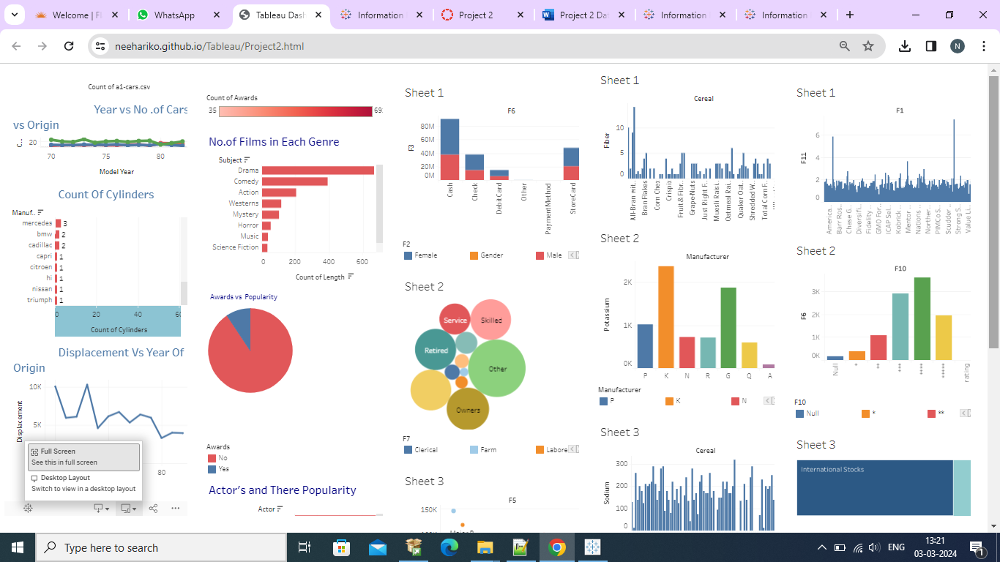 Welcome | Fl
WhatsApp
Tableau Dash
Information
Project 2
Project 2 Dat
Information
Information
neehariko.github.io/Tableau/Project2.html
N
Count of a1-cars.csv
Year vs No .of Cars
vs Origin
C..
20
70
75
80
Model Year
Count Of Cylinders
Manuf..
mercedes 3
bmw 2
cadillac 2
capri 1
citroen 1
hi 1
nissan 1
triumph 1
0 20 40 60
Count of Cylinders
Displacement Vs Year Of
Origin
Displacement
10K
5K
80
Full Screen
See this in full screen
Desktop Layout
Switch to view in a desktop layout
Count of Awards
35 69
No.of Films in Each Genre
Subject
Drama
Comedy
Action
Westerns
Mystery
Horror
Music
Science Fiction
0 200 400 600
Count of Length
Awards vs Popularity
Awards
No
Yes
Actor's and There Popularity
Actor
Sheet 1
F6
F3
80M
60M
40M
20M
0M
Cash
Check
Debit Card
Other
PaymentMethod
StoreCard
F2
Female Gender Male
Sheet 2
Service
Skilled
Retired
Other
Owners
F7
Clerical Farm Labore
Sheet 3
F5
150K
Sheet 1
Cereal
Fiber
10
5
0
All-Bran wit..
Bran Flakes
Corn Chex
Crispix
Fruit & Fibr..
Grape-Nuts
Just Right F..
Muesli Raisi..
Oatmeal Rai..
Quaker Oat..
Shredded W..
Total Corn F..
Sheet 2
Manufacturer
Potassium
2K
1K
0K
P K N R G Q A
Manufacturer
P K N
Sheet 3
Cereal
Sodium
300
200
100
0
Sheet 1
F1
F11
6
4
2
0
America..
Barr Ros..
Chase G..
Diversifi..
Fidelity ..
GMO For..
ICAP Sel..
Kobrick ..
Mentor ..
Nations ..
Norther..
PIMCo S..
Scudder ..
Strong S..
Value Li..
Sheet 2
F10
F6
3K
2K
1K
0K
Null * ** *** **** ***** rating
F10
Null * **
Sheet 3
International Stocks
Type here to search
ENG
13:21
03-03-2024
1